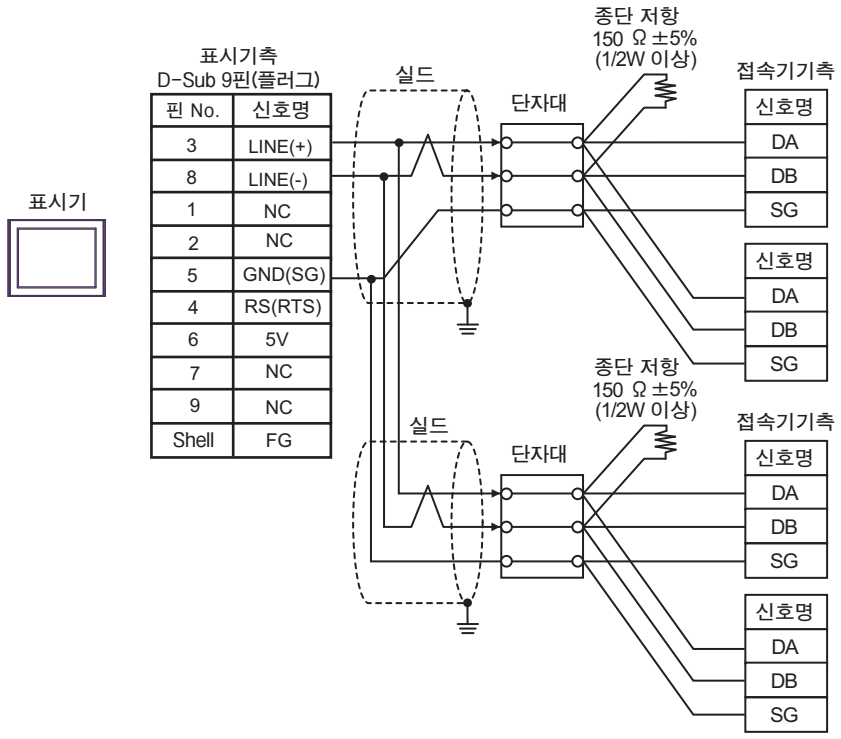 표시기
표시기측
D-Sub 9핀(플러그)
핀 No. 신호명
3 LINE(+)
8 LINE(-)
1 NC
2 NC
5 GND(SG)
4 RS(RTS)
6 5V
7 NC
9 NC
Shell FG
실드
단자대
종단 저항
150 Ω ±5%
(1/2W 이상)
접속기기측
신호명
DA
DB
SG
신호명
DA
DB
SG
실드
단자대
종단 저항
150 Ω ±5%
(1/2W 이상)
접속기기측
신호명
DA
DB
SG
신호명
DA
DB
SG